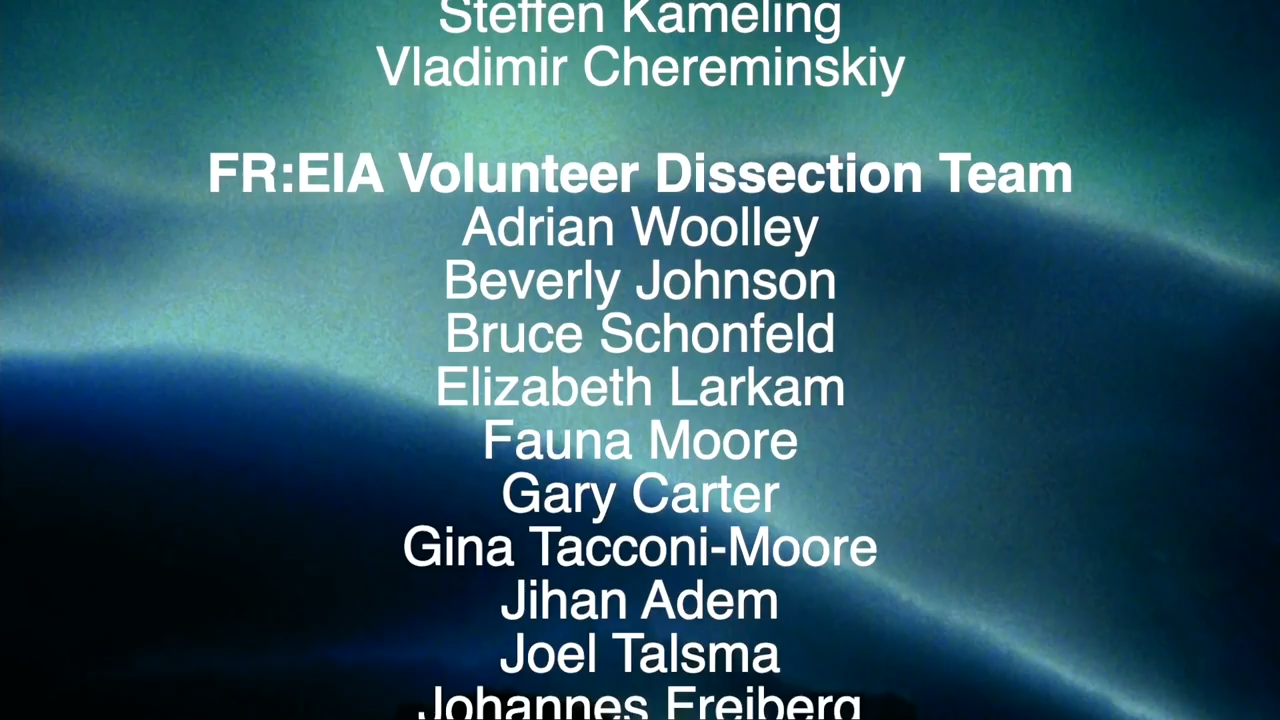 Steffen Kameling
Vladimir Chereminskiy
FR:EIA Volunteer Dissection Team
Adrian Woolley
Beverly Johnson
Bruce Schonfeld
Elizabeth Larkam
Fauna Moore
Gary Carter
Gina Tacconi-Moore
Jihan Adem
Joel Talsma
Johannes Freiberg